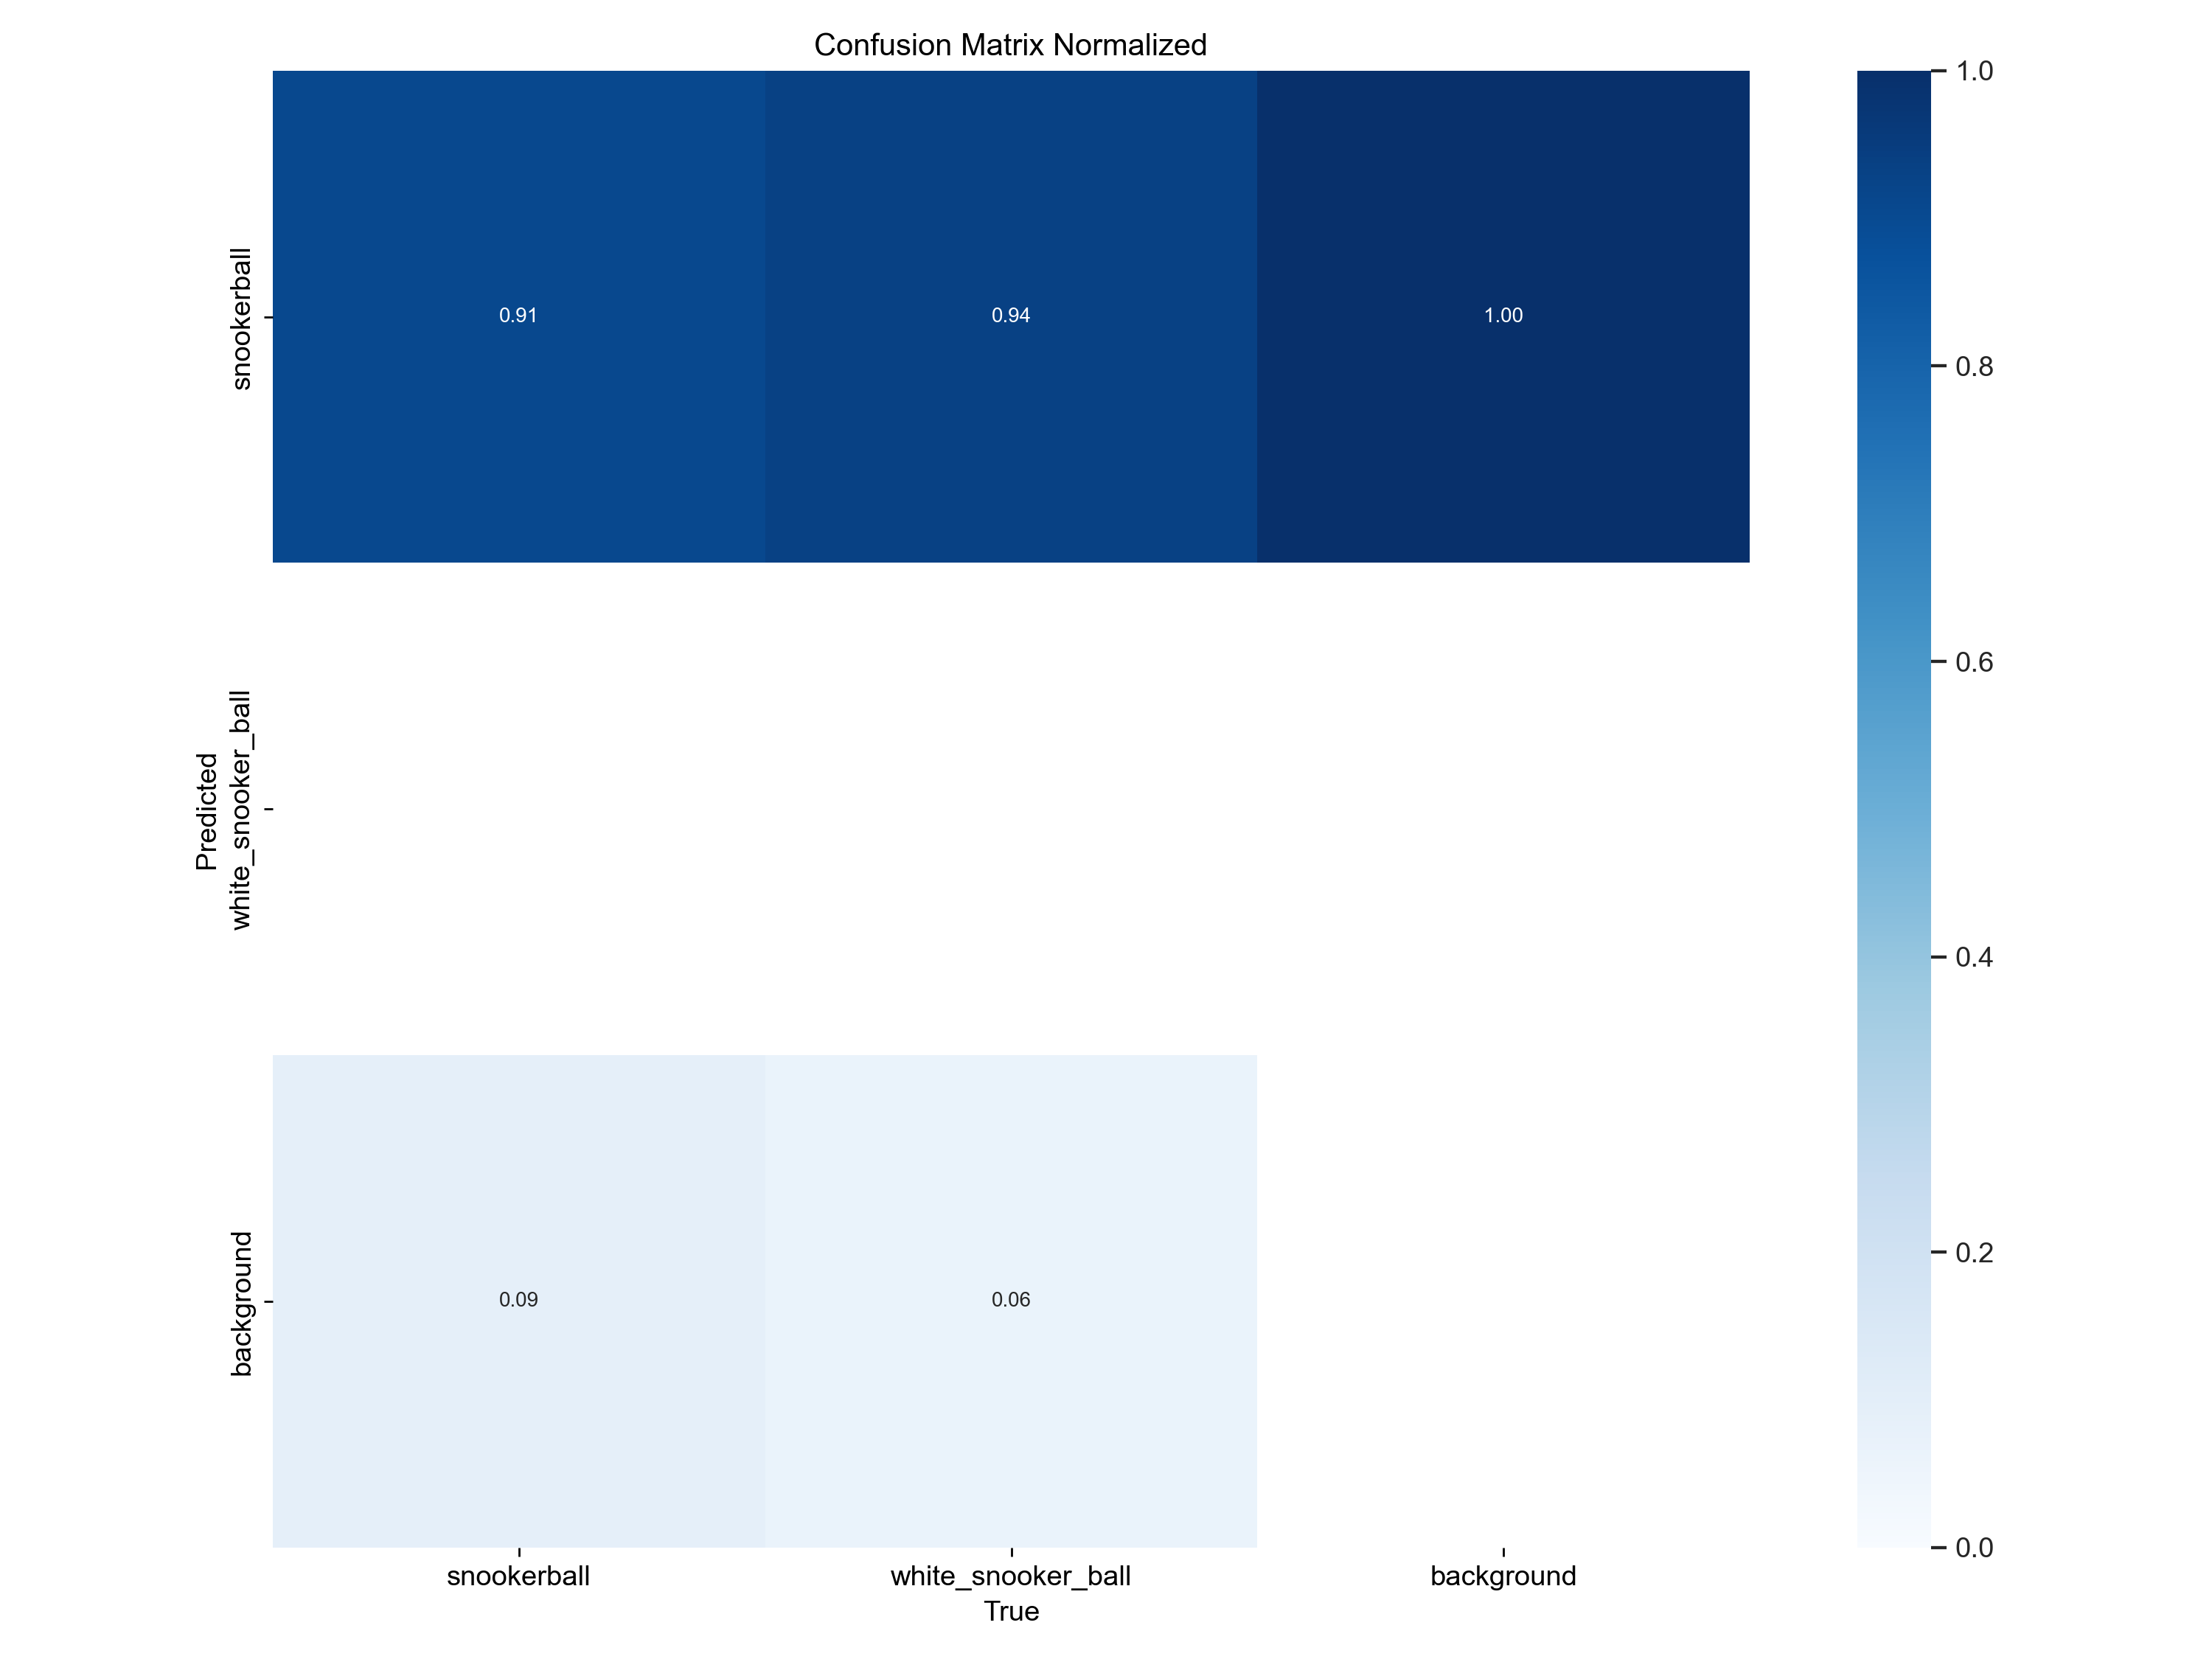 Confusion Matrix Normalized
snookerball
0.91
0.94
1.00
Predicted
white_snooker_ball
background
0.09
0.06
snookerball
white_snooker_ball
background
True
1.0
0.8
0.6
0.4
0.2
0.0